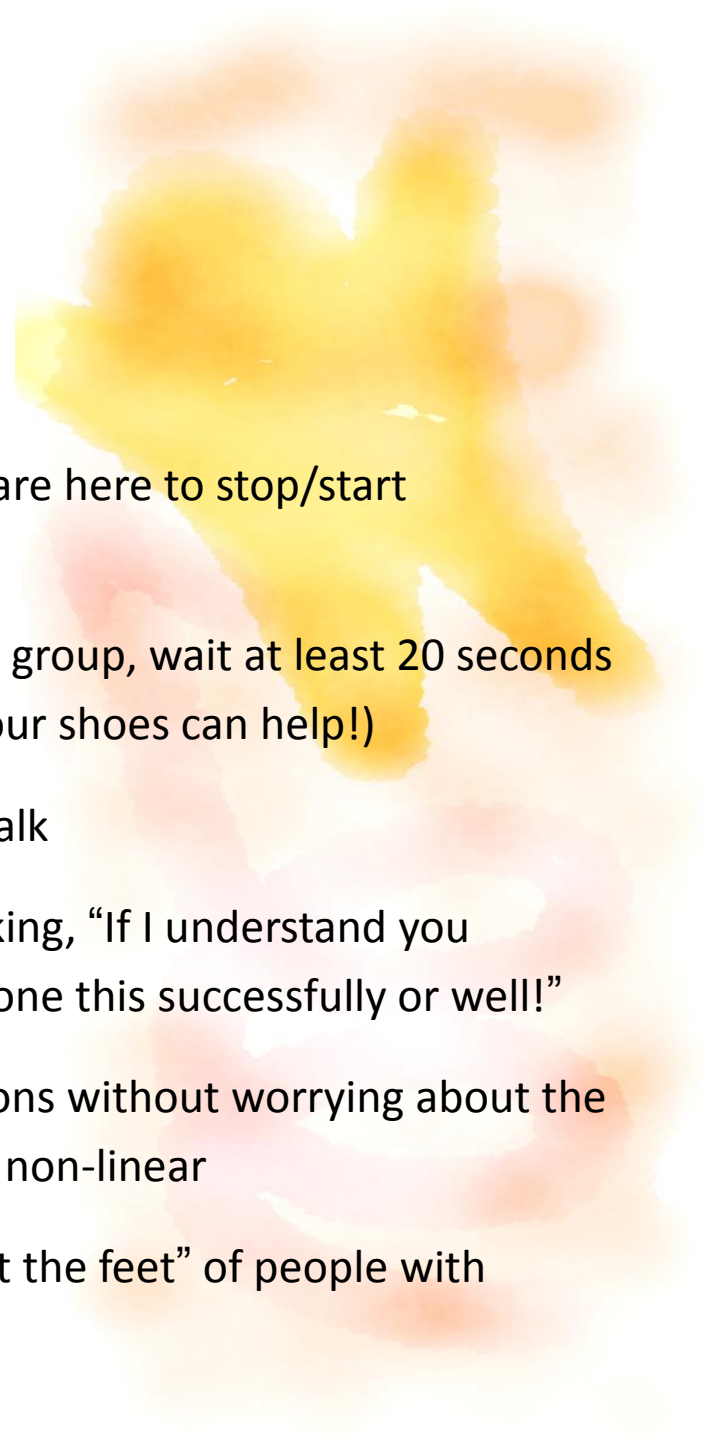 are here to stop/start
group, wait at least 20 seconds
our shoes can help!)
alk
king, “If I understand you
one this successfully or well!”
ons without worrying about the
non-linear
t the feet” of people with